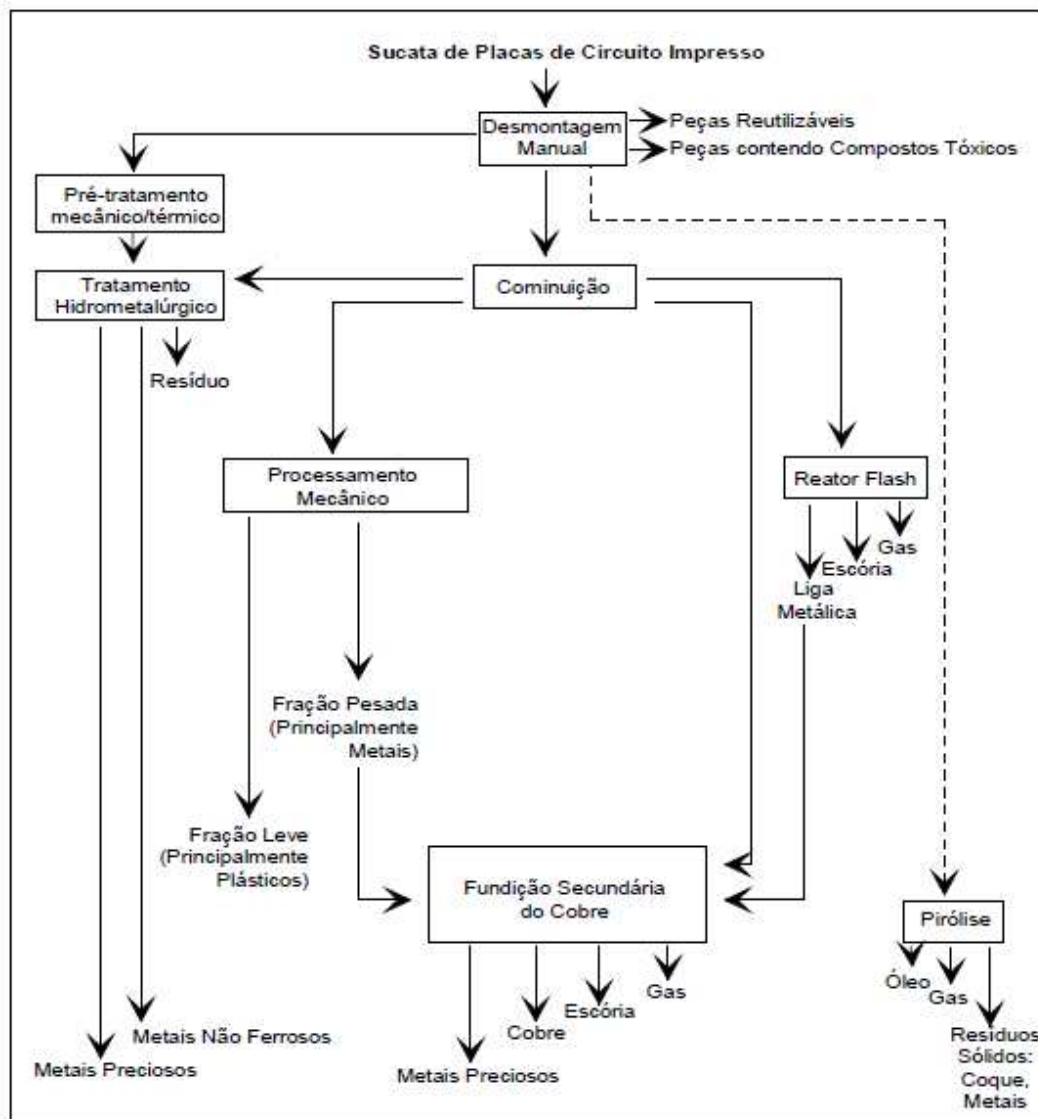 Sucata de Placas de Circuito Impresso
Desmontagem
Manual
Peças Reutilizáveis
Peças contendo Compostos Tóxicos
Pré-tratamento
mecânico/térmico
Tratamento
Hidrometalúrgico
Cominuição
Resíduo
Processamento
Mecânico
Reator Flash
Gas
Escória
Liga
Metálica
Fração Pesada
(Principalmente
Metais)
Fração Leve
(Principalmente
Plásticos)
Fundição Secundária
do Cobre
Pirólise
Óleo
Gas
Resíduos
Sólidos:
Coque,
Metais
Gas
Escória
Cobre
Metais Preciosos
Metais Não Ferrosos
Metais Preciosos